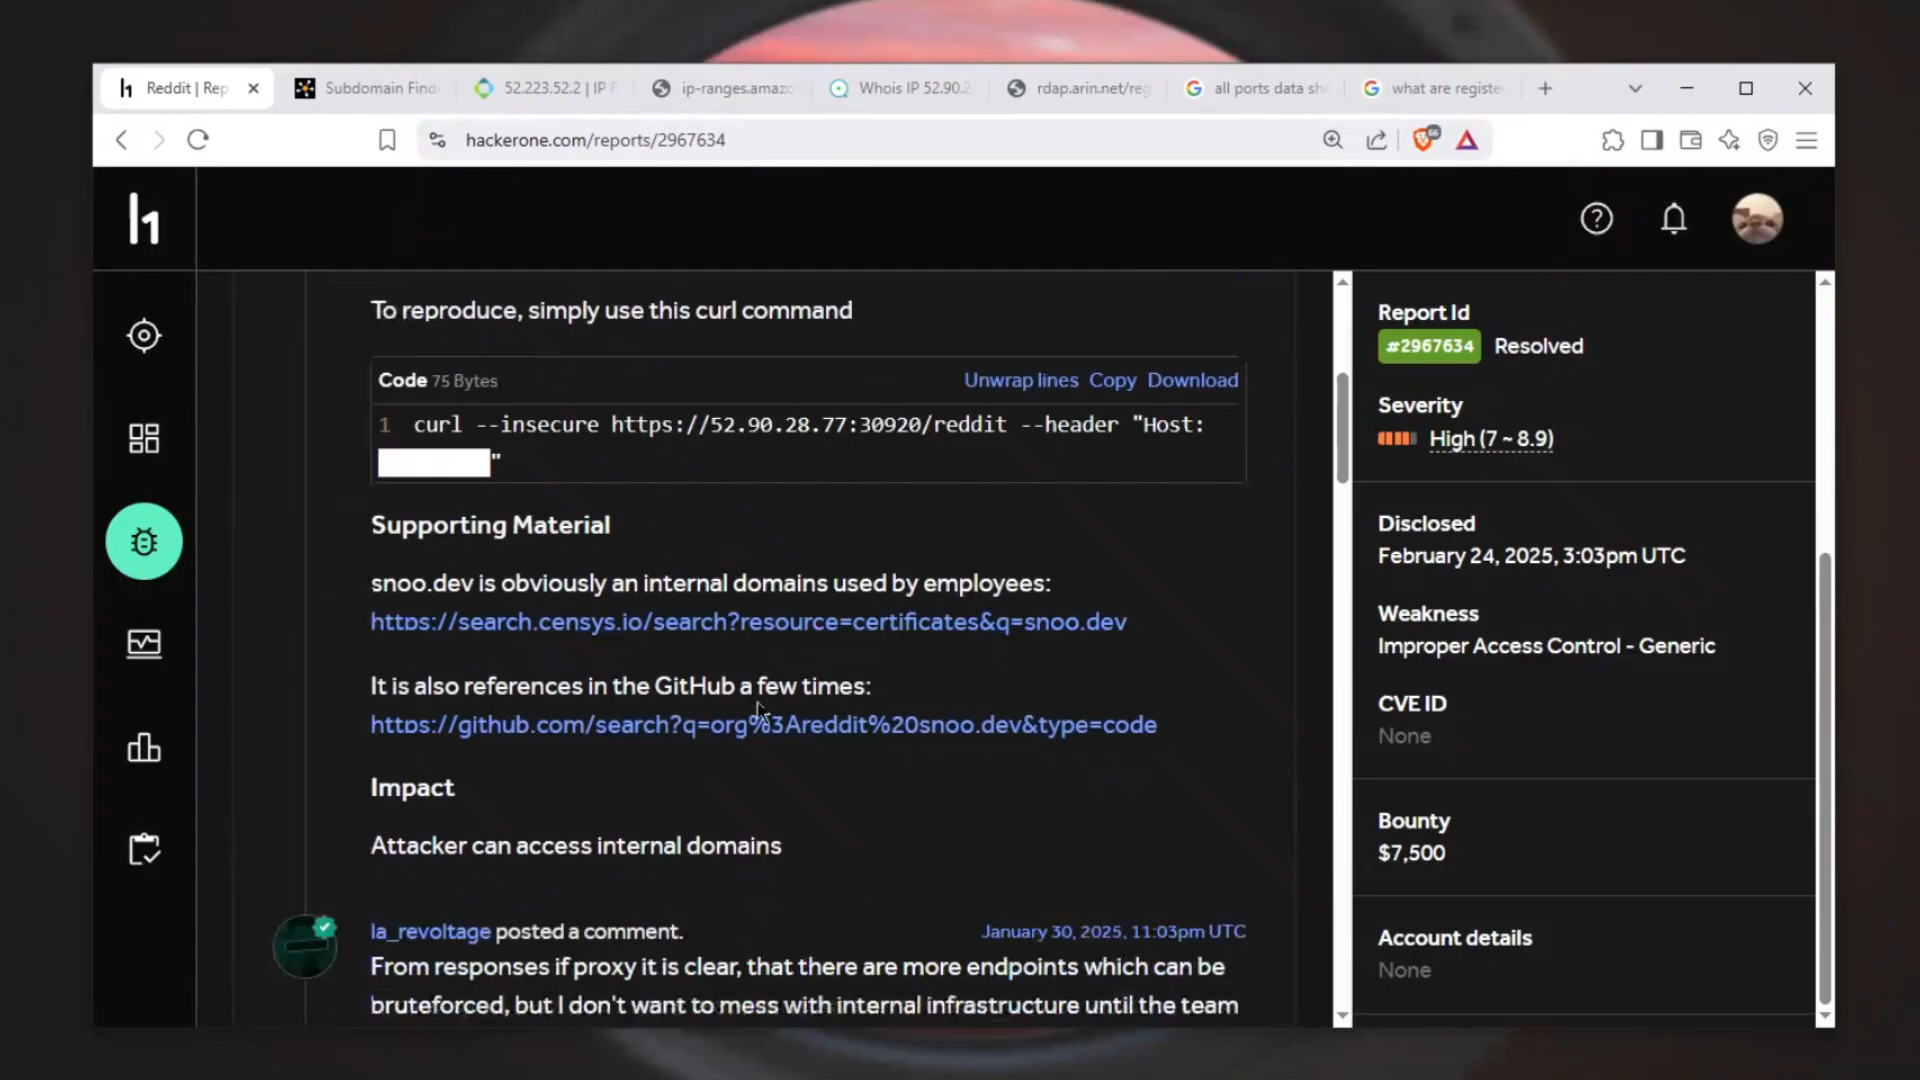 Reddit | Rep
Subdomain Find
52.223.52.2 | IP
ip-ranges.amazo
Whois IP 52.90.2
rdap.arin.net/reg
all ports data sh
what are registe
hackerone.com/reports/2967634
66
h1
To reproduce, simply use this curl command
Code 75 Bytes
Unwrap lines Copy Download
1 curl --insecure https://52.90.28.77:30920/reddit --header "Host:
"
Supporting Material
snoo.dev is obviously an internal domains used by employees:
https://search.censys.io/search?resource=certificates&q=snoo.dev
It is also references in the GitHub a few times:
https://github.com/search?q=org%3Areddit%20snoo.dev&type=code
Impact
Attacker can access internal domains
la_revoltage posted a comment.
January 30, 2025, 11:03pm UTC
From responses if proxy it is clear, that there are more endpoints which can be
bruteforced, but I don't want to mess with internal infrastructure until the team
Report Id
#2967634 Resolved
Severity
High (7 ~ 8.9)
Disclosed
February 24, 2025, 3:03pm UTC
Weakness
Improper Access Control - Generic
CVE ID
None
Bounty
$7,500
Account details
None